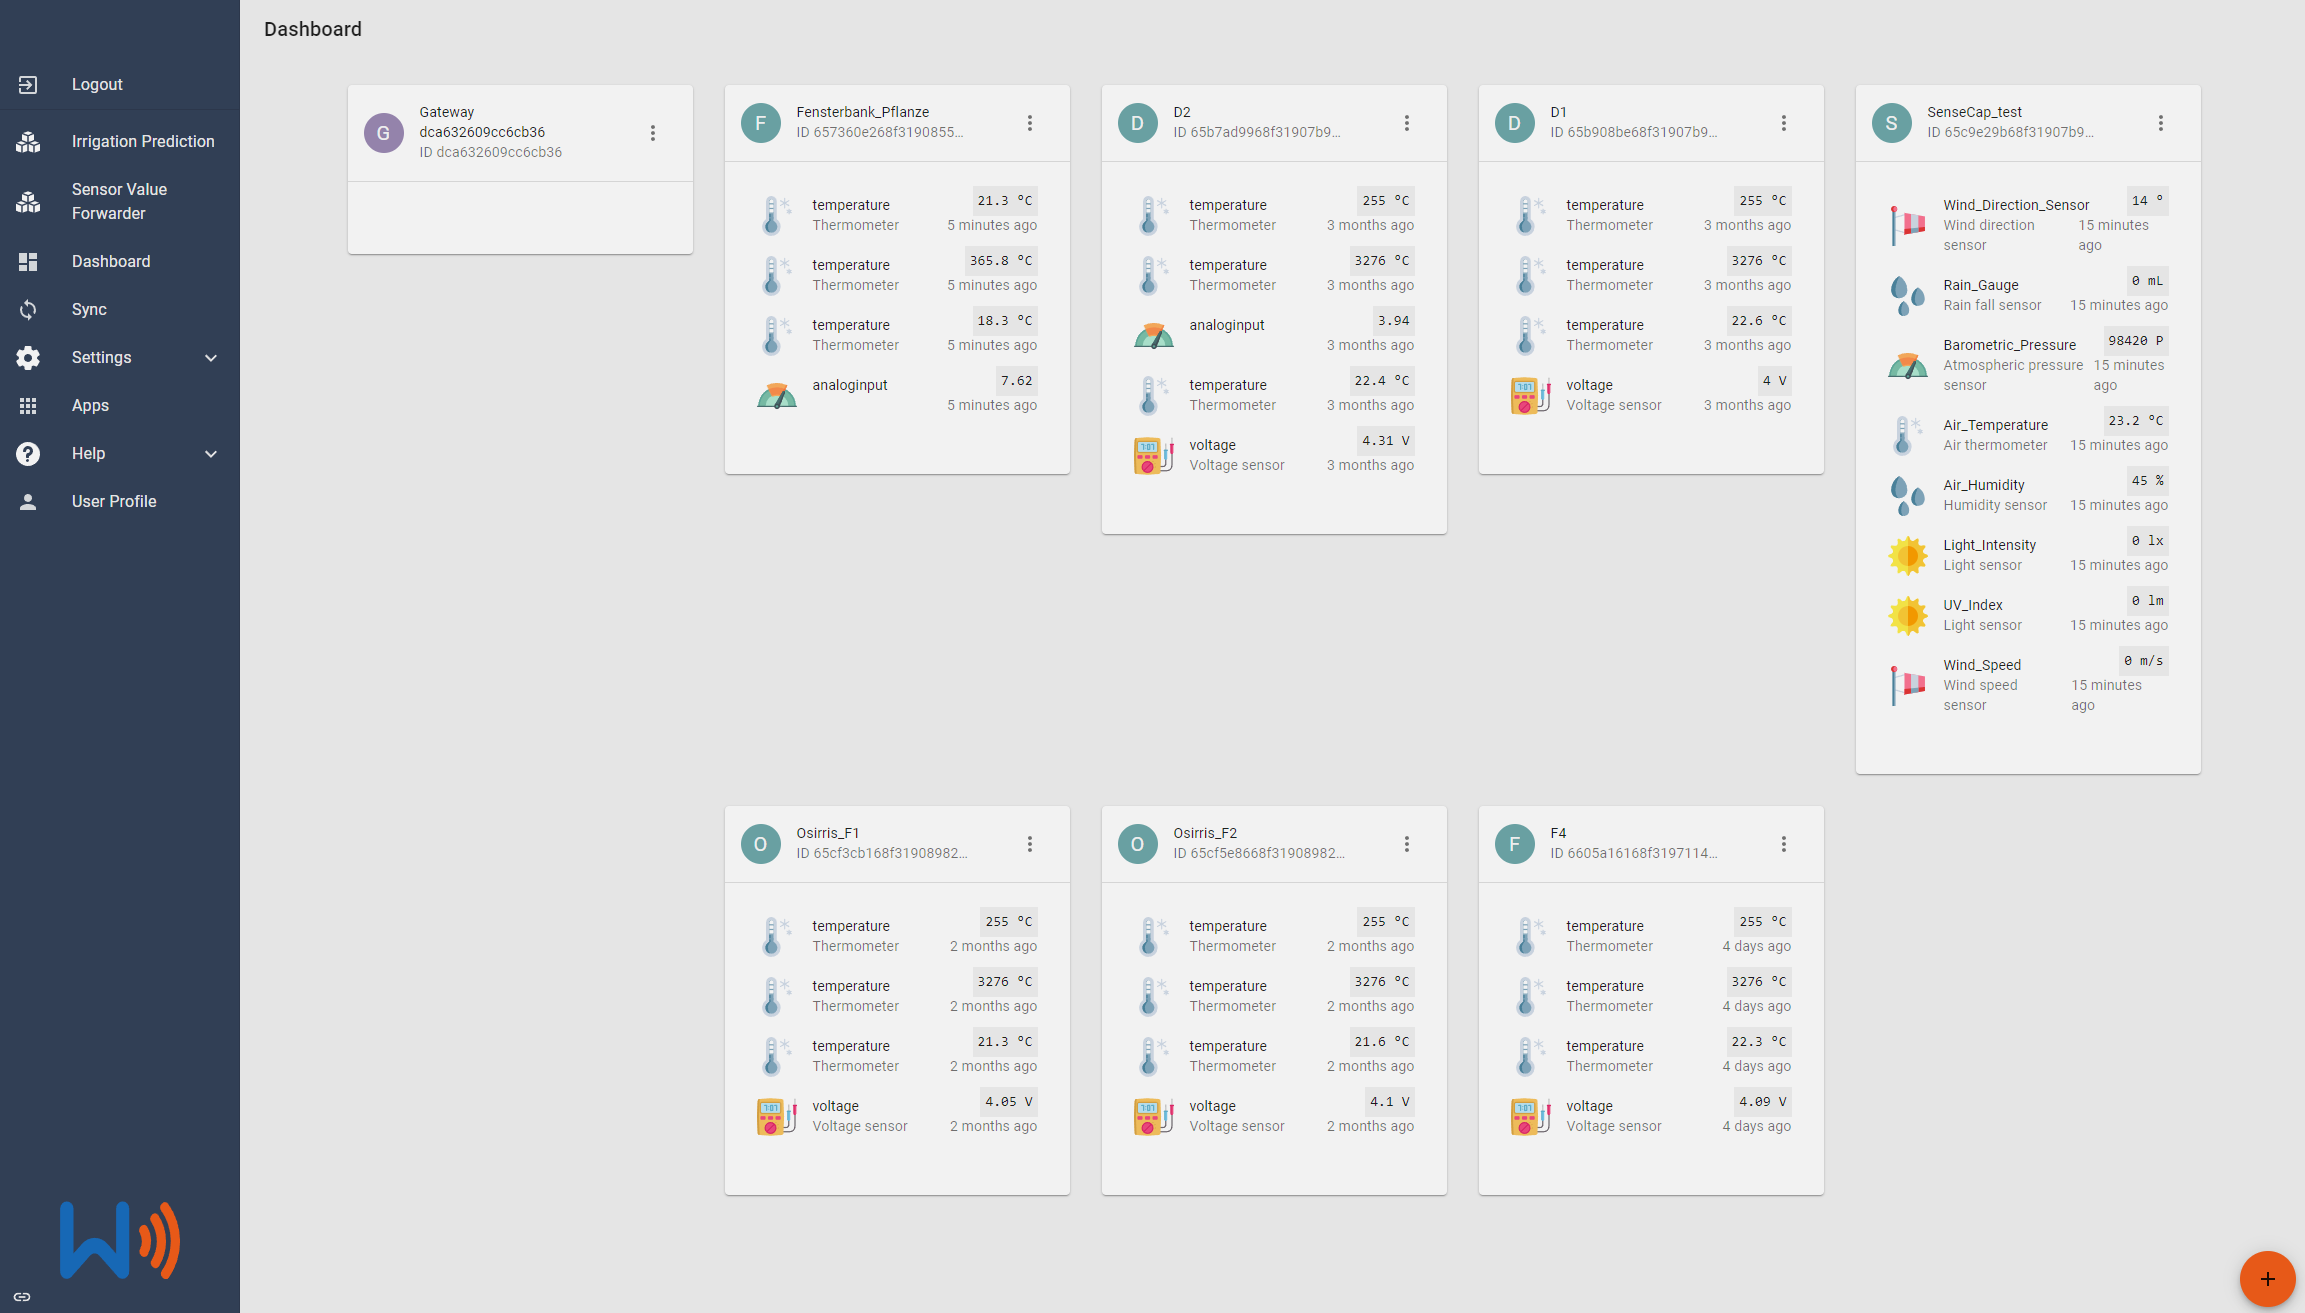 Dashboard
Logout
Irrigation Prediction
Sensor Value
Forwarder
Dashboard
Sync
Settings
Apps
Help
User Profile
G
Gateway
dca632609cc6cb36
ID dca632609cc6cb36
F
Fensterbank_Pflanze
ID 657360e268f3190855...
temperature
21.3 °C
Thermometer
5 minutes ago
temperature
365.8 °C
Thermometer
5 minutes ago
temperature
18.3 °C
Thermometer
5 minutes ago
analoginput
7.62
5 minutes ago
D
D2
ID 65b7ad9968f31907b9...
temperature
255 °C
Thermometer
3 months ago
temperature
3276 °C
Thermometer
3 months ago
analoginput
3.94
3 months ago
temperature
22.4 °C
Thermometer
3 months ago
voltage
4.31 V
Voltage sensor
3 months ago
D
D1
ID 65b908be68f31907b9...
temperature
255 °C
Thermometer
3 months ago
temperature
3276 °C
Thermometer
3 months ago
temperature
22.6 °C
Thermometer
3 months ago
voltage
4 V
Voltage sensor
3 months ago
S
SenseCap_test
ID 65c9e29b68f31907b9...
Wind_Direction_Sensor
14 °
Wind direction
sensor
15 minutes
ago
Rain_Gauge
0 mL
Rain fall sensor
15 minutes ago
Barometric_Pressure
98420 P
Atmospheric pressure
sensor
15 minutes
ago
Air_Temperature
23.2 °C
Air thermometer
15 minutes ago
Air_Humidity
45 %
Humidity sensor
15 minutes ago
Light_Intensity
0 lx
Light sensor
15 minutes ago
UV_Index
0 lm
Light sensor
15 minutes ago
Wind_Speed
0 m/s
Wind speed
sensor
15 minutes
ago
O
Osirris_F1
ID 65cf3cb168f31908982...
temperature
255 °C
Thermometer
2 months ago
temperature
3276 °C
Thermometer
2 months ago
temperature
21.3 °C
Thermometer
2 months ago
voltage
4.05 V
Voltage sensor
2 months ago
O
Osirris_F2
ID 65cf5e8668f31908982...
temperature
255 °C
Thermometer
2 months ago
temperature
3276 °C
Thermometer
2 months ago
temperature
21.6 °C
Thermometer
2 months ago
voltage
4.1 V
Voltage sensor
2 months ago
F
F4
ID 6605a16168f3197114...
temperature
255 °C
Thermometer
4 days ago
temperature
3276 °C
Thermometer
4 days ago
temperature
22.3 °C
Thermometer
4 days ago
voltage
4.09 V
Voltage sensor
4 days ago
W
+